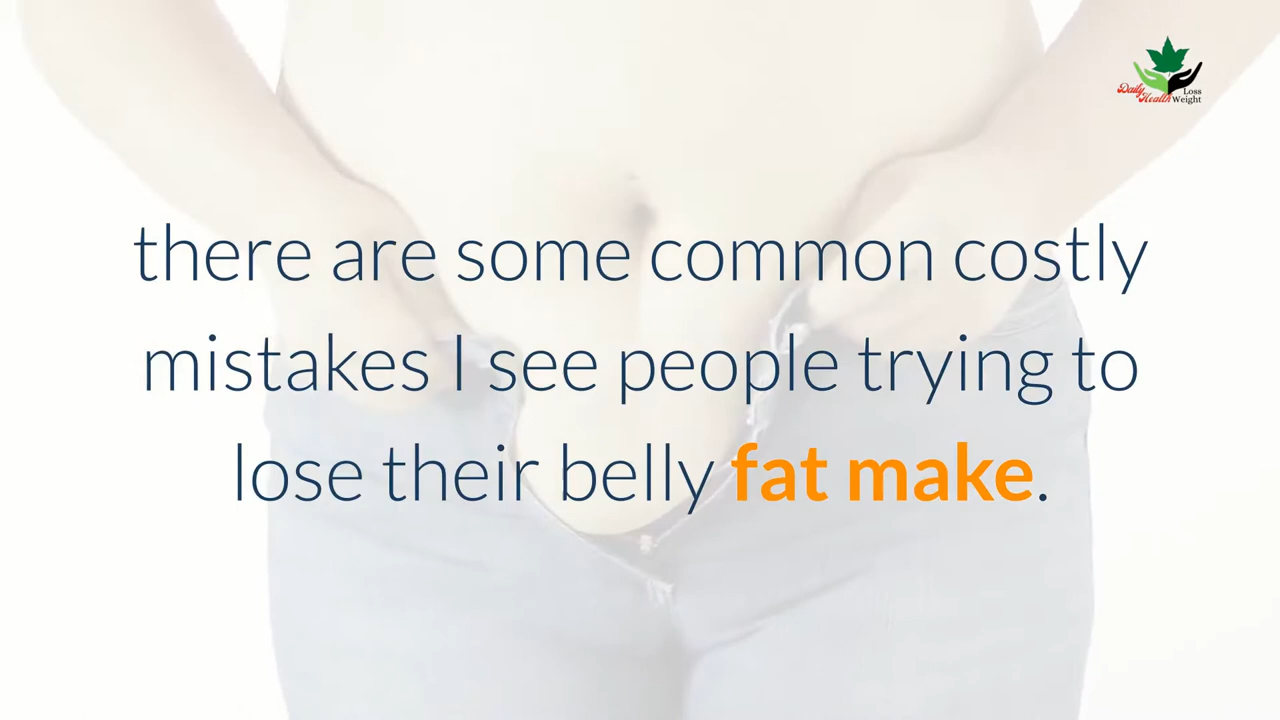 Daily Loss
Health Weight
there are some common costly
mistakes I see people trying to
lose their belly fat make.